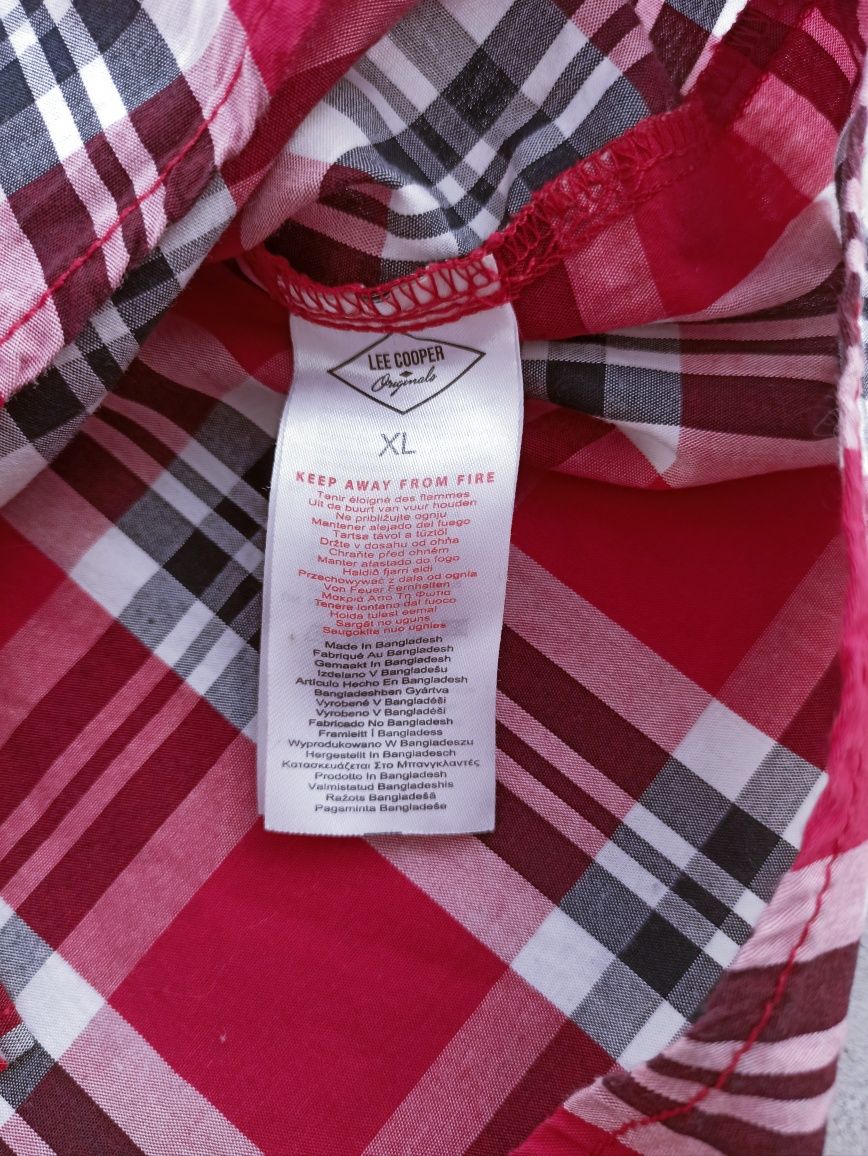 LEE COOPER
Originals
XL
KEEP AWAY FROM FIRE
Tenir éloigné des flammes
Uit de buurt van vuur houden
Ne približujte ognju
Mantener alejado del fuego
Tartsa távol a tűztől
Držte v dosahu od ohňa
Chraňte před ohněm
Manter afastado do fogo
Haldið fjarri eldi
Przechowywać z dala od ognia
Von Feuer Fernhalten
Μακριά Απο Τη Φωτια
Tenere lontano dal fuoco
Hoida tulest eemal
Sargāt no uguns
Saugokite nuo ugnies
Made In Bangladesh
Fabriqué Au Bangladesh
Gemaakt In Bangladesh
Izdelano V Bangladešu
Artículo Hecho En Bangladesh
Bangladeshben Gyártva
Vyrobené V Bangladéši
Vyrobeno V Bangladéši
Fabricado No Bangladesh
Framleitt Í Bangladess
Wyprodukowano W Bangladeszu
Hergestellt In Bangladesch
Κατασκευάζεται Στο Μπανγκλαντές
Prodotto In Bangladesh
Valmistatud Bangladeshis
Ražots Bangladešā
Pagaminta Bangladeše